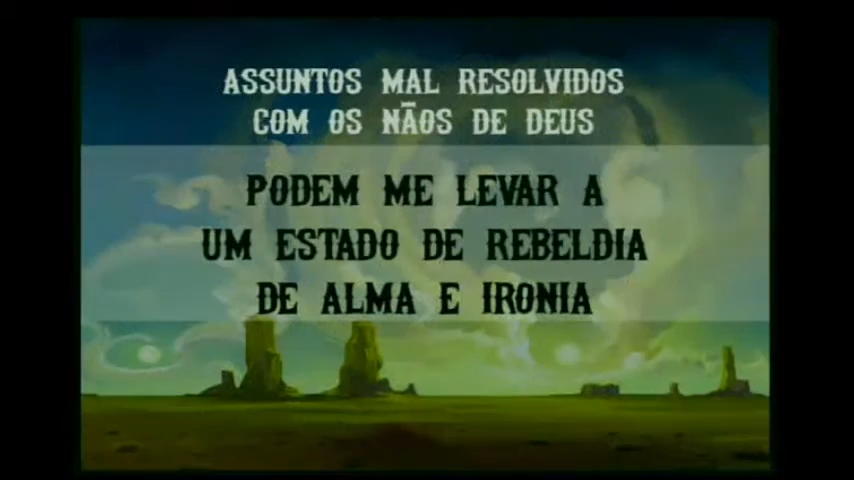 ASSUNTOS MAL RESOLVIDOS
COM OS NÃOS DE DEUS
PODEM ME LEVAR A
UM ESTADO DE REBELDIA
DE ALMA E IRONIA